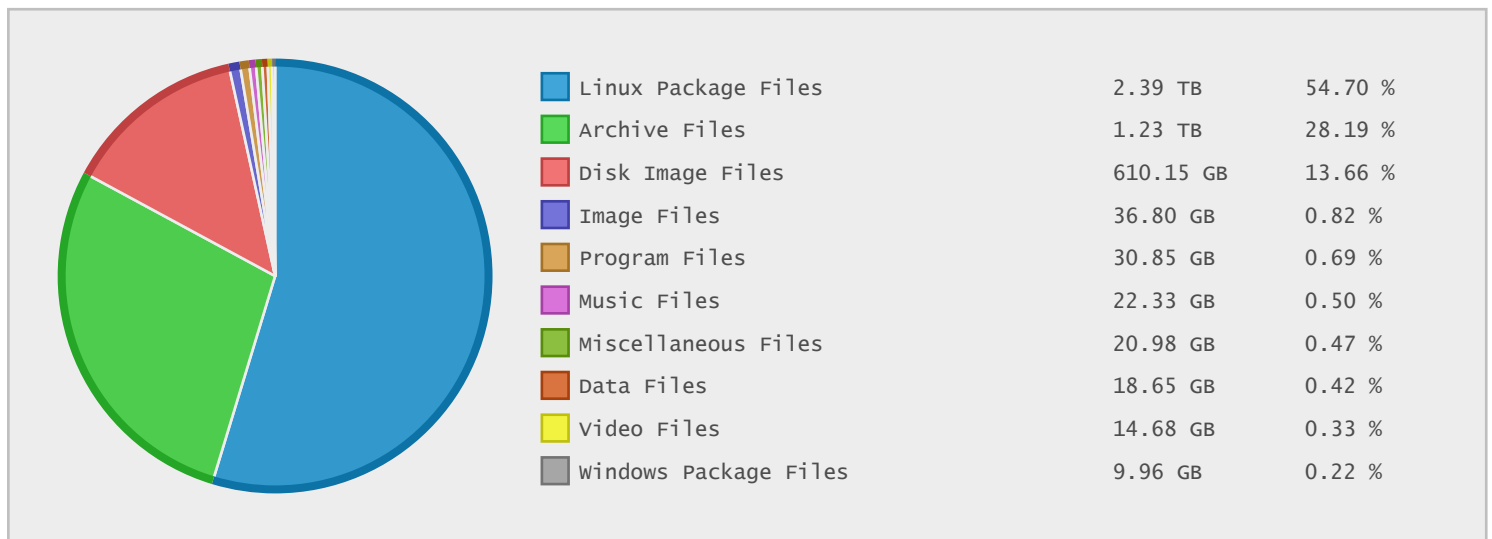 Linux Package Files 2.39 TB 54.70 %
Archive Files 1.23 TB 28.19 %
Disk Image Files 610.15 GB 13.66 %
Image Files 36.80 GB 0.82 %
Program Files 30.85 GB 0.69 %
Music Files 22.33 GB 0.50 %
Miscellaneous Files 20.98 GB 0.47 %
Data Files 18.65 GB 0.42 %
Video Files 14.68 GB 0.33 %
Windows Package Files 9.96 GB 0.22 %